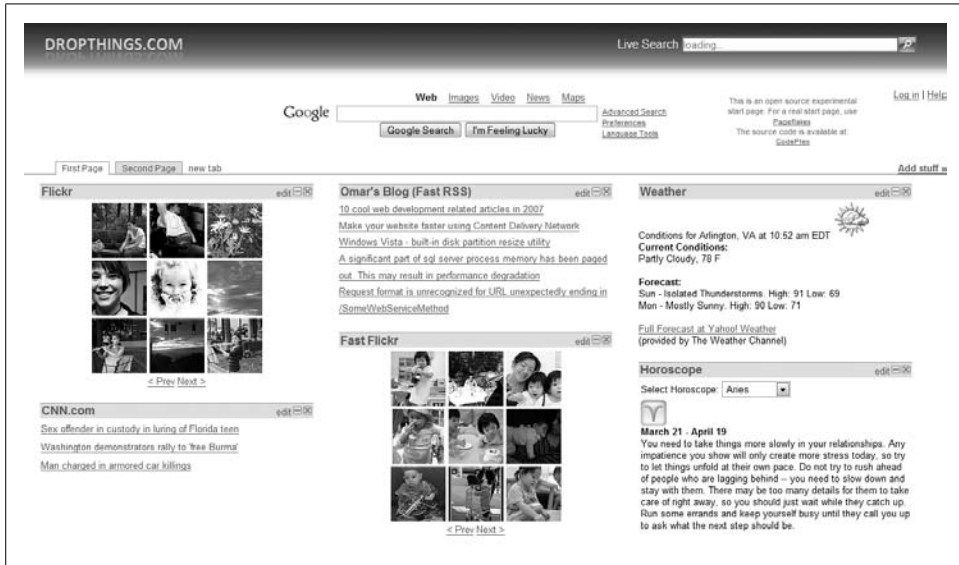 DROPTHINGS.COM
Live Search loading...
Web Images Video News Maps
Google
Advanced Search
Preferences
Language Tools
Google Search I'm Feeling Lucky
This is an open source experimental
start page. For a real start page, use
Pageflakes
The source code is available at:
CodePlex
Log in | Help
First Page Second Page new tab
Add stuff »
Flickr edit
< Prev Next >
CNN.com edit
Sex offender in custody in luring of Florida teen
Washington demonstrators rally to 'free Burma'
Man charged in armored car killings
Omar's Blog (Fast RSS) edit
10 cool web development related articles in 2007
Make your website faster using Content Delivery Network
Windows Vista - built-in disk partition resize utility
A significant part of sql server process memory has been paged
out. This may result in performance degradation
Request format is unrecognized for URL unexpectedly ending in
/SomeWebServiceMethod
Fast Flickr edit
< Prev Next >
Weather edit
Conditions for Arlington, VA at 10:52 am EDT
Current Conditions:
Partly Cloudy, 78 F
Forecast:
Sun - Isolated Thunderstorms. High: 91 Low: 69
Mon - Mostly Sunny. High: 90 Low: 71
Full Forecast at Yahoo! Weather
(provided by The Weather Channel)
Horoscope edit
Select Horoscope: Aries
March 21 - April 19
You need to take things more slowly in your relationships. Any
impatience you show will only create more stress today, so try
to let things unfold at their own pace. Do not try to rush ahead
of people who are lagging behind -- you need to slow down and
stay with them. There may be too many details for them to take
care of right away, so you should just wait while they catch up.
Run some errands and keep yourself busy until they call you up
to ask what the next step should be.